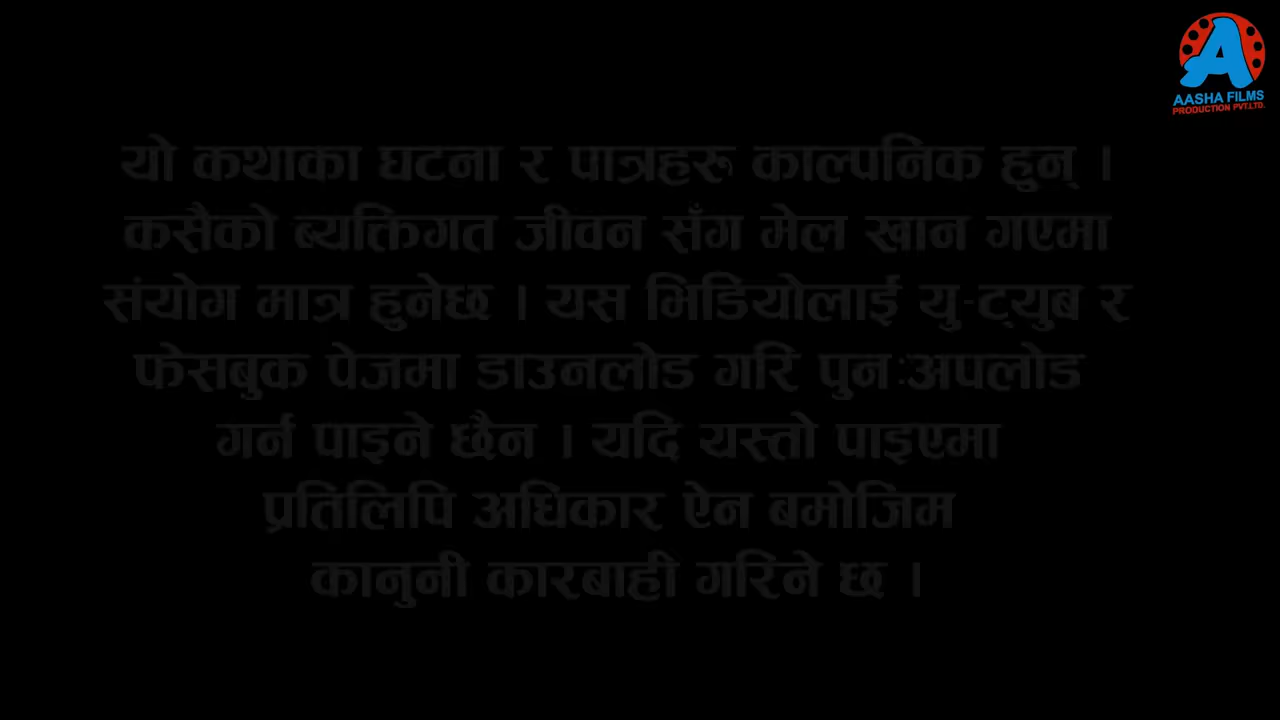 AASHA FILMS
PRODUCTION PVT.LTD.
यो कथाका घटना र पात्रहरु काल्पनिक हुन् ।
कसैको ब्यक्तिगत जीवन सँग मेल खान गएमा
संयोग मात्र हुनेछ । यस भिडियोलाई यु-ट्युब र
फेसबुक पेजमा डाउनलोड गरि पुनःअपलोड
गर्न पाइने छैन । यदि यस्तो पाइएमा
प्रतिलिपि अधिकार ऐन बमोजिम
कानुनी कारबाही गरिने छ ।